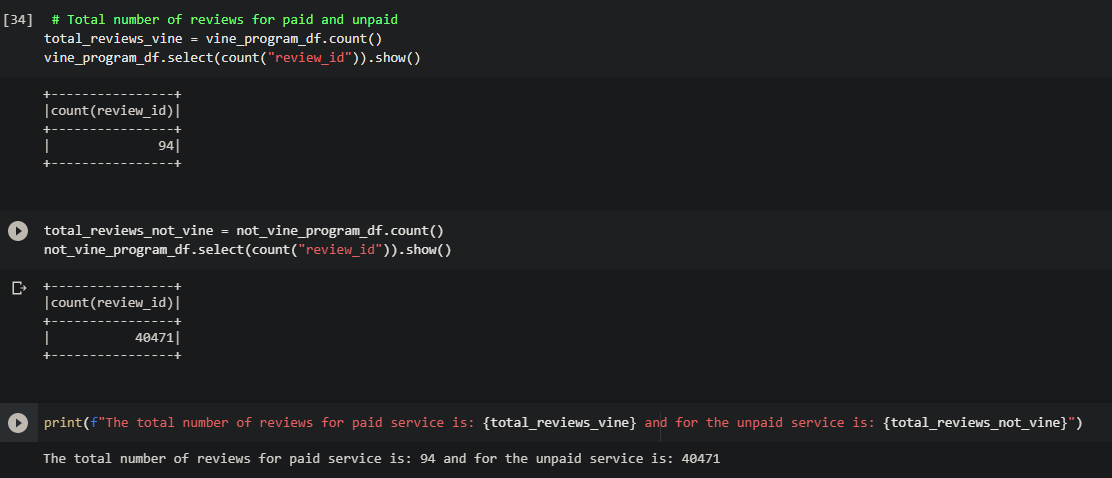 [34] # Total number of reviews for paid and unpaid
total_reviews_vine = vine_program_df.count()
vine_program_df.select(count("review_id")).show()
+----------------+
|count(review_id)|
+----------------+
|              94|
+----------------+
total_reviews_not_vine = not_vine_program_df.count()
not_vine_program_df.select(count("review_id")).show()
+----------------+
|count(review_id)|
+----------------+
|           40471|
+----------------+
print(f"The total number of reviews for paid service is: {total_reviews_vine} and for the unpaid service is: {total_reviews_not_vine}")
The total number of reviews for paid service is: 94 and for the unpaid service is: 40471